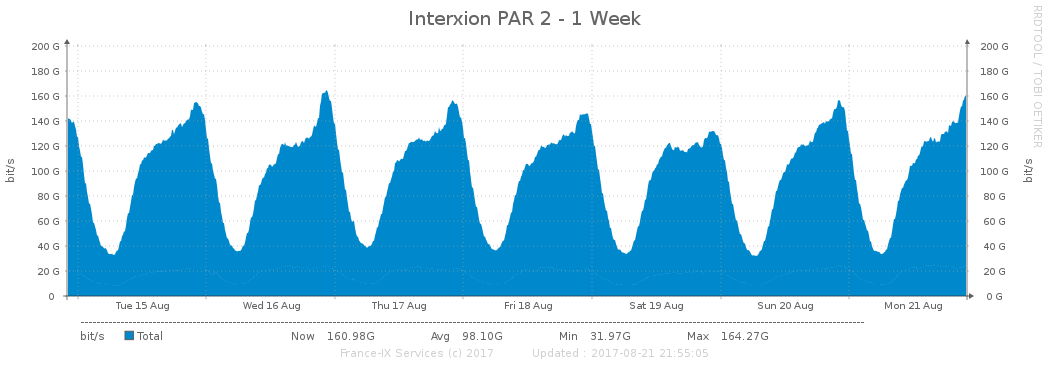 Interxion PAR 2 - 1 Week
RRDTOOL / TOBI OETIKER
200 G 200 G
180 G 180 G
160 G 160 G
140 G 140 G
120 G 120 G
100 G 100 G
80 G 80 G
60 G 60 G
40 G 40 G
20 G 20 G
0 0 G
bit/s
bit/s
Tue 15 Aug Wed 16 Aug Thu 17 Aug Fri 18 Aug Sat 19 Aug Sun 20 Aug Mon 21 Aug
bit/s Total Now 160.98G Avg 98.10G Min 31.97G Max 164.27G
France-IX Services (c) 2017 Updated : 2017-08-21 21:55:05